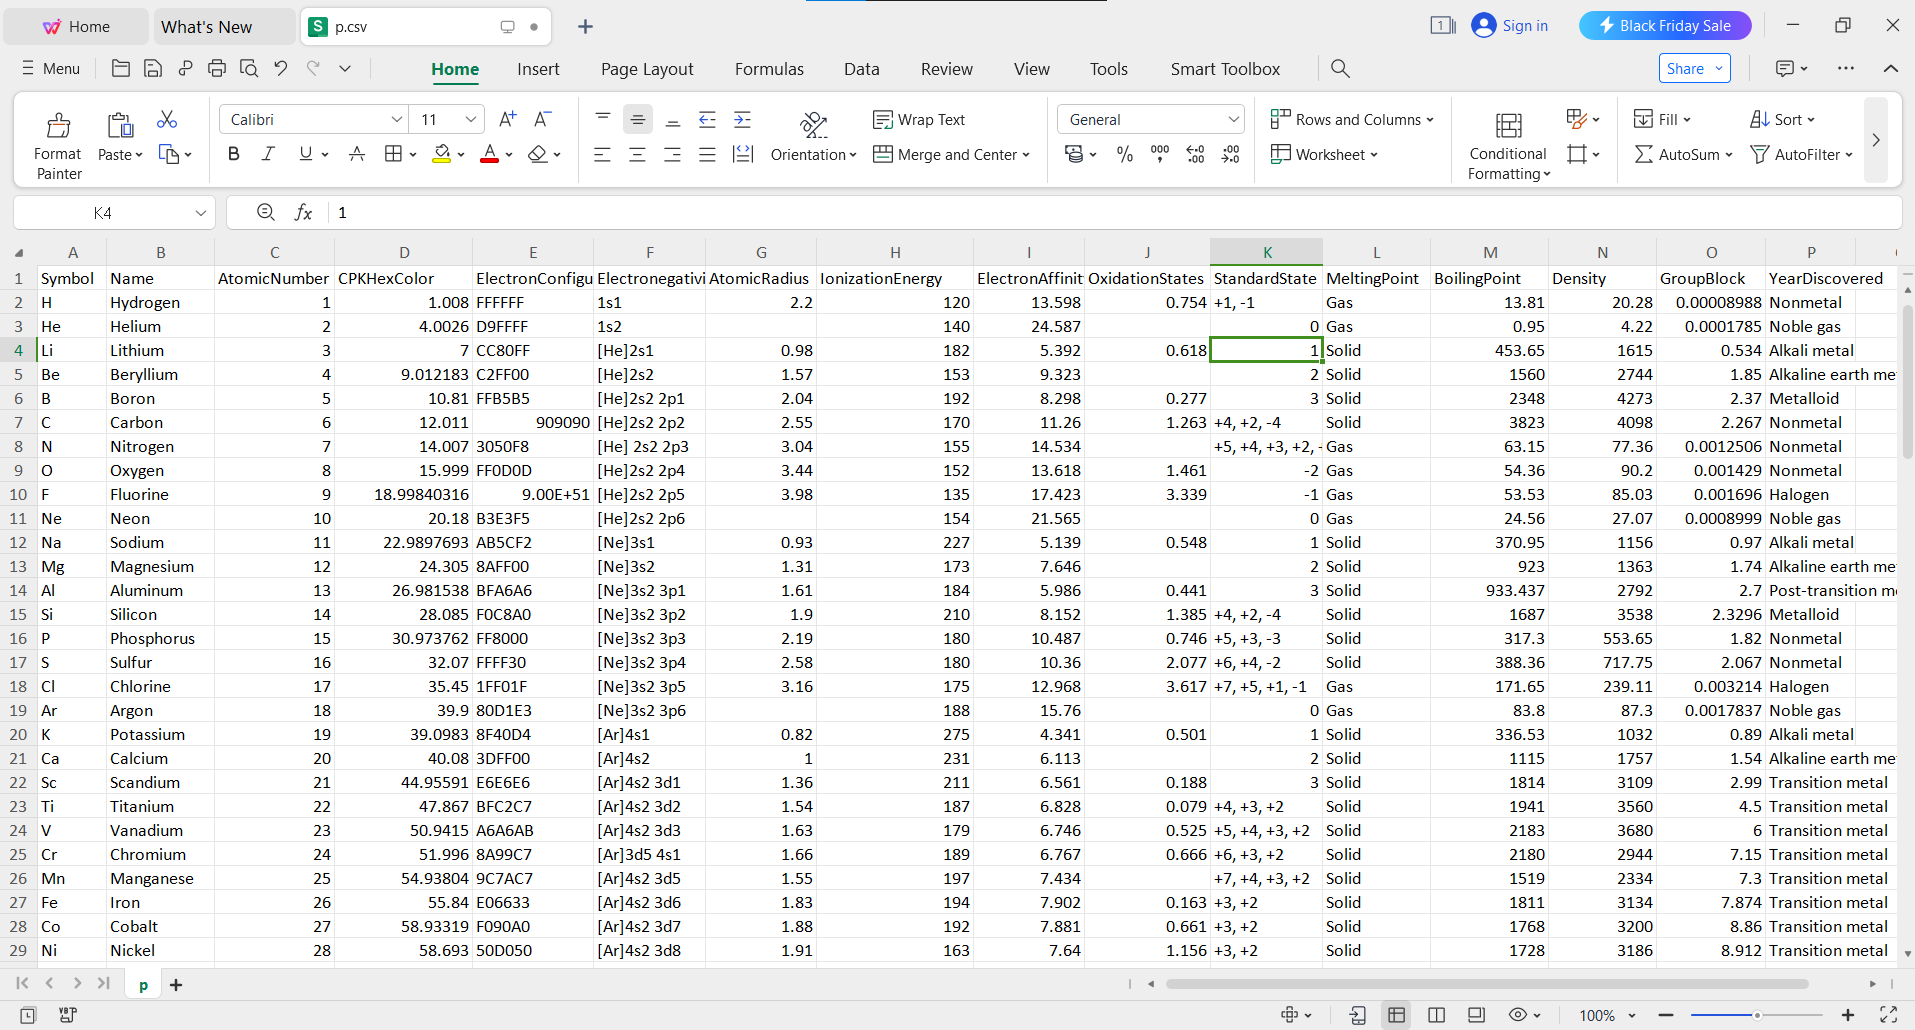 Home What's New p.csv Sign in Black Friday Sale
Menu Home Insert Page Layout Formulas Data Review View Tools Smart Toolbox Share
Calibri 11 A+ A- Wrap Text General Rows and Columns Fill Sort
Format Painter Paste B I U A Orientation Merge and Center % 000 Worksheet Conditional Formatting AutoSum AutoFilter
K4 fx 1
A B C D E F G H I J K L M N O P
1 Symbol Name AtomicNumber CPKHexColor ElectronConfigu Electronegativi AtomicRadius IonizationEnergy ElectronAffinit OxidationStates StandardState MeltingPoint BoilingPoint Density GroupBlock YearDiscovered
2 H Hydrogen 1 1.008 FFFFFF 1s1 2.2 120 13.598 0.754 +1, -1 Gas 13.81 20.28 0.00008988 Nonmetal
3 He Helium 2 4.0026 D9FFFF 1s2 140 24.587 0 Gas 0.95 4.22 0.0001785 Noble gas
4 Li Lithium 3 7 CC80FF [He]2s1 0.98 182 5.392 0.618 1 Solid 453.65 1615 0.534 Alkali metal
5 Be Beryllium 4 9.012183 C2FF00 [He]2s2 1.57 153 9.323 2 Solid 1560 2744 1.85 Alkaline earth me
6 B Boron 5 10.81 FFB5B5 [He]2s2 2p1 2.04 192 8.298 0.277 3 Solid 2348 4273 2.37 Metalloid
7 C Carbon 6 12.011 909090 [He]2s2 2p2 2.55 170 11.26 1.263 +4, +2, -4 Solid 3823 4098 2.267 Nonmetal
8 N Nitrogen 7 14.007 3050F8 [He] 2s2 2p3 3.04 155 14.534 +5, +4, +3, +2, - Gas 63.15 77.36 0.0012506 Nonmetal
9 O Oxygen 8 15.999 FF0D0D [He]2s2 2p4 3.44 152 13.618 1.461 -2 Gas 54.36 90.2 0.001429 Nonmetal
10 F Fluorine 9 18.99840316 9.00E+51 [He]2s2 2p5 3.98 135 17.423 3.339 -1 Gas 53.53 85.03 0.001696 Halogen
11 Ne Neon 10 20.18 B3E3F5 [He]2s2 2p6 154 21.565 0 Gas 24.56 27.07 0.0008999 Noble gas
12 Na Sodium 11 22.9897693 AB5CF2 [Ne]3s1 0.93 227 5.139 0.548 1 Solid 370.95 1156 0.97 Alkali metal
13 Mg Magnesium 12 24.305 8AFF00 [Ne]3s2 1.31 173 7.646 2 Solid 923 1363 1.74 Alkaline earth me
14 Al Aluminum 13 26.981538 BFA6A6 [Ne]3s2 3p1 1.61 184 5.986 0.441 3 Solid 933.437 2792 2.7 Post-transition m
15 Si Silicon 14 28.085 F0C8A0 [Ne]3s2 3p2 1.9 210 8.152 1.385 +4, +2, -4 Solid 1687 3538 2.3296 Metalloid
16 P Phosphorus 15 30.973762 FF8000 [Ne]3s2 3p3 2.19 180 10.487 0.746 +5, +3, -3 Solid 317.3 553.65 1.82 Nonmetal
17 S Sulfur 16 32.07 FFFF30 [Ne]3s2 3p4 2.58 180 10.36 2.077 +6, +4, -2 Solid 388.36 717.75 2.067 Nonmetal
18 Cl Chlorine 17 35.45 1FF01F [Ne]3s2 3p5 3.16 175 12.968 3.617 +7, +5, +1, -1 Gas 171.65 239.11 0.003214 Halogen
19 Ar Argon 18 39.9 80D1E3 [Ne]3s2 3p6 188 15.76 0 Gas 83.8 87.3 0.0017837 Noble gas
20 K Potassium 19 39.0983 8F40D4 [Ar]4s1 0.82 275 4.341 0.501 1 Solid 336.53 1032 0.89 Alkali metal
21 Ca Calcium 20 40.08 3DFF00 [Ar]4s2 1 231 6.113 2 Solid 1115 1757 1.54 Alkaline earth me
22 Sc Scandium 21 44.95591 E6E6E6 [Ar]4s2 3d1 1.36 211 6.561 0.188 3 Solid 1814 3109 2.99 Transition metal
23 Ti Titanium 22 47.867 BFC2C7 [Ar]4s2 3d2 1.54 187 6.828 0.079 +4, +3, +2 Solid 1941 3560 4.5 Transition metal
24 V Vanadium 23 50.9415 A6A6AB [Ar]4s2 3d3 1.63 179 6.746 0.525 +5, +4, +3, +2 Solid 2183 3680 6 Transition metal
25 Cr Chromium 24 51.996 8A99C7 [Ar]3d5 4s1 1.66 189 6.767 0.666 +6, +3, +2 Solid 2180 2944 7.15 Transition metal
26 Mn Manganese 25 54.93804 9C7AC7 [Ar]4s2 3d5 1.55 197 7.434 +7, +4, +3, +2 Solid 1519 2334 7.3 Transition metal
27 Fe Iron 26 55.84 E06633 [Ar]4s2 3d6 1.83 194 7.902 0.163 +3, +2 Solid 1811 3134 7.874 Transition metal
28 Co Cobalt 27 58.93319 F090A0 [Ar]4s2 3d7 1.88 192 7.881 0.661 +3, +2 Solid 1768 3200 8.86 Transition metal
29 Ni Nickel 28 58.693 50D050 [Ar]4s2 3d8 1.91 163 7.64 1.156 +3, +2 Solid 1728 3186 8.912 Transition metal
p
100%